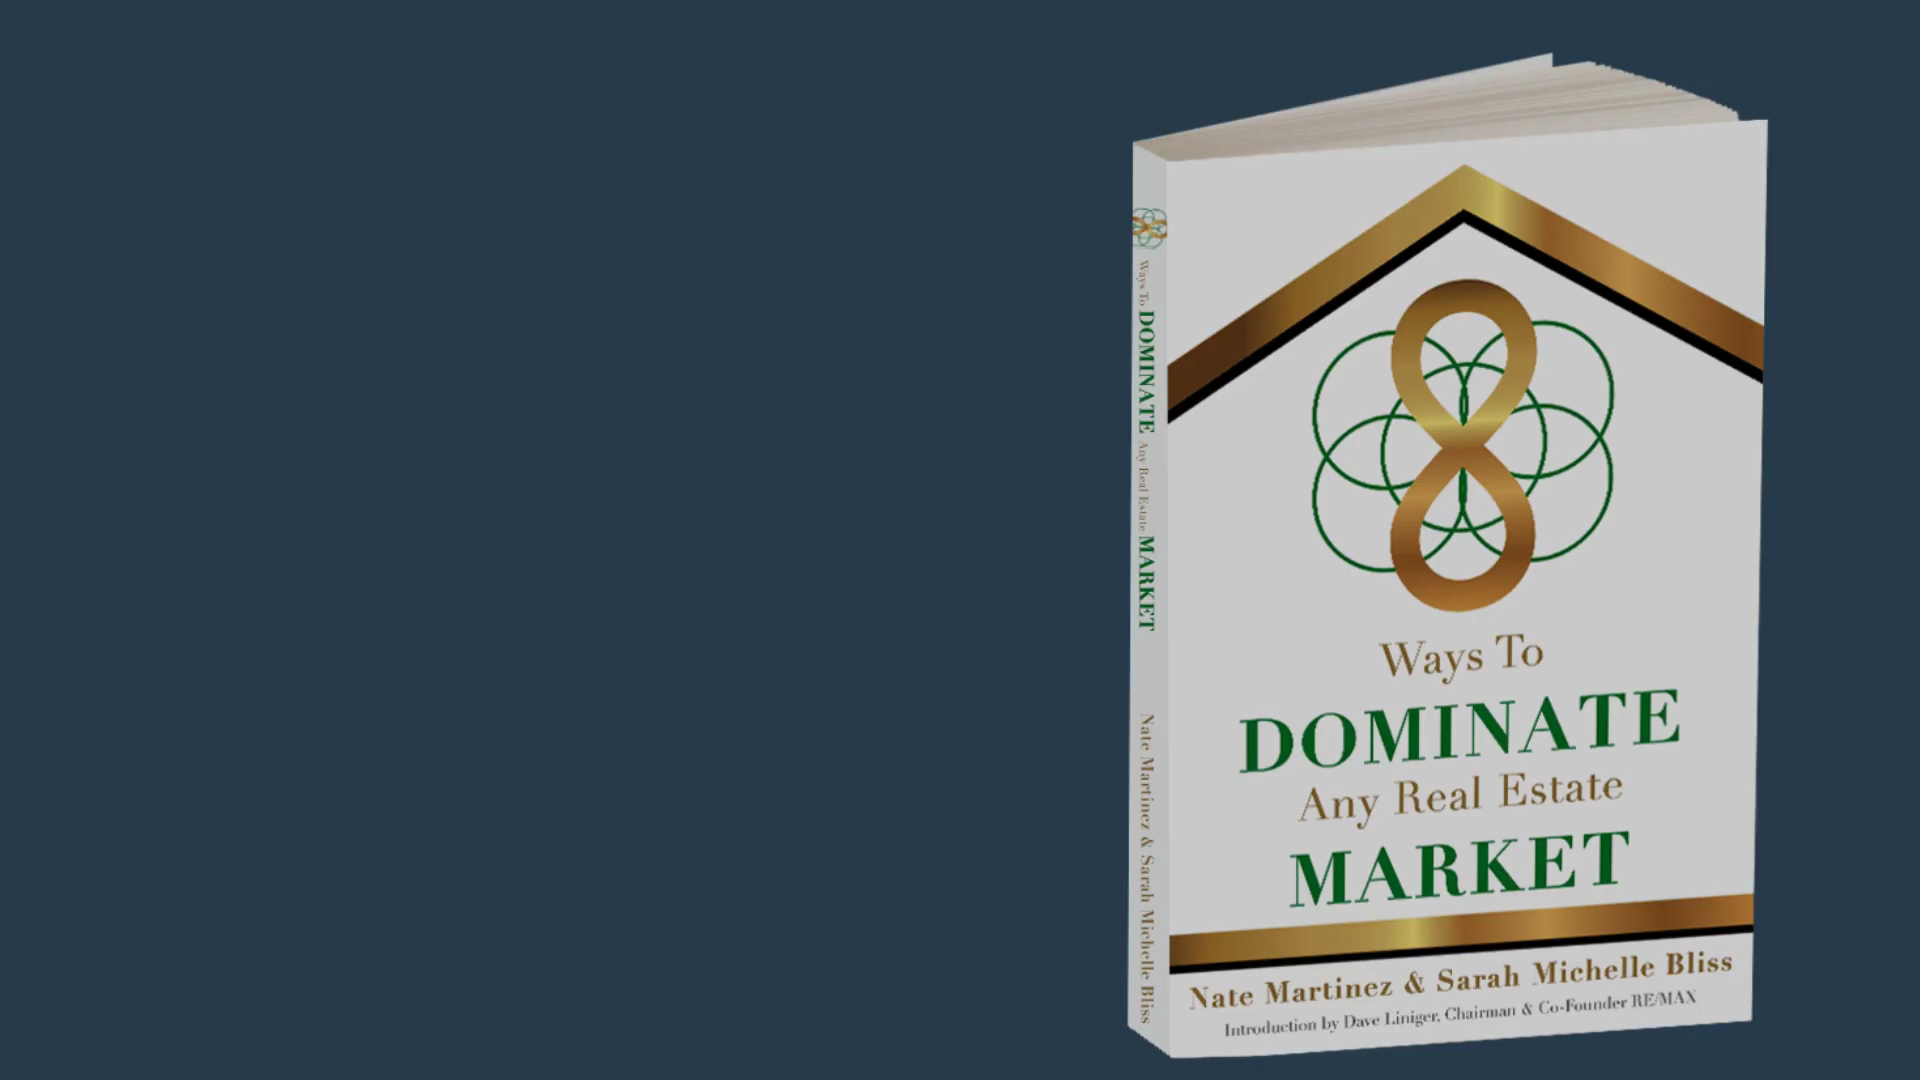 Ways To DOMINATE Any Real Estate MARKET
Nate Martinez & Sarah Michelle Bliss
8
Ways To
DOMINATE
Any Real Estate
MARKET
Nate Martinez & Sarah Michelle Bliss
Introduction by Dave Liniger, Chairman & Co-Founder RE/MAX